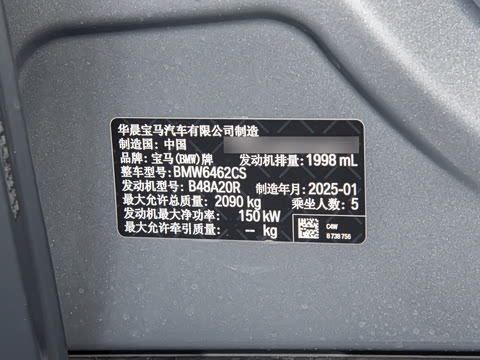 华晨宝马汽车有限公司制造
制造国：中国
品牌：宝马(BMW)牌 发动机排量：1998 mL
整车型号：BMW6462CS
发动机型号：B48A20R 制造年月：2025-01
最大允许总质量：2090 kg 乘坐人数：5
发动机最大净功率：150 kW
最大允许牵引质量：— kg
C4W
8 738 756